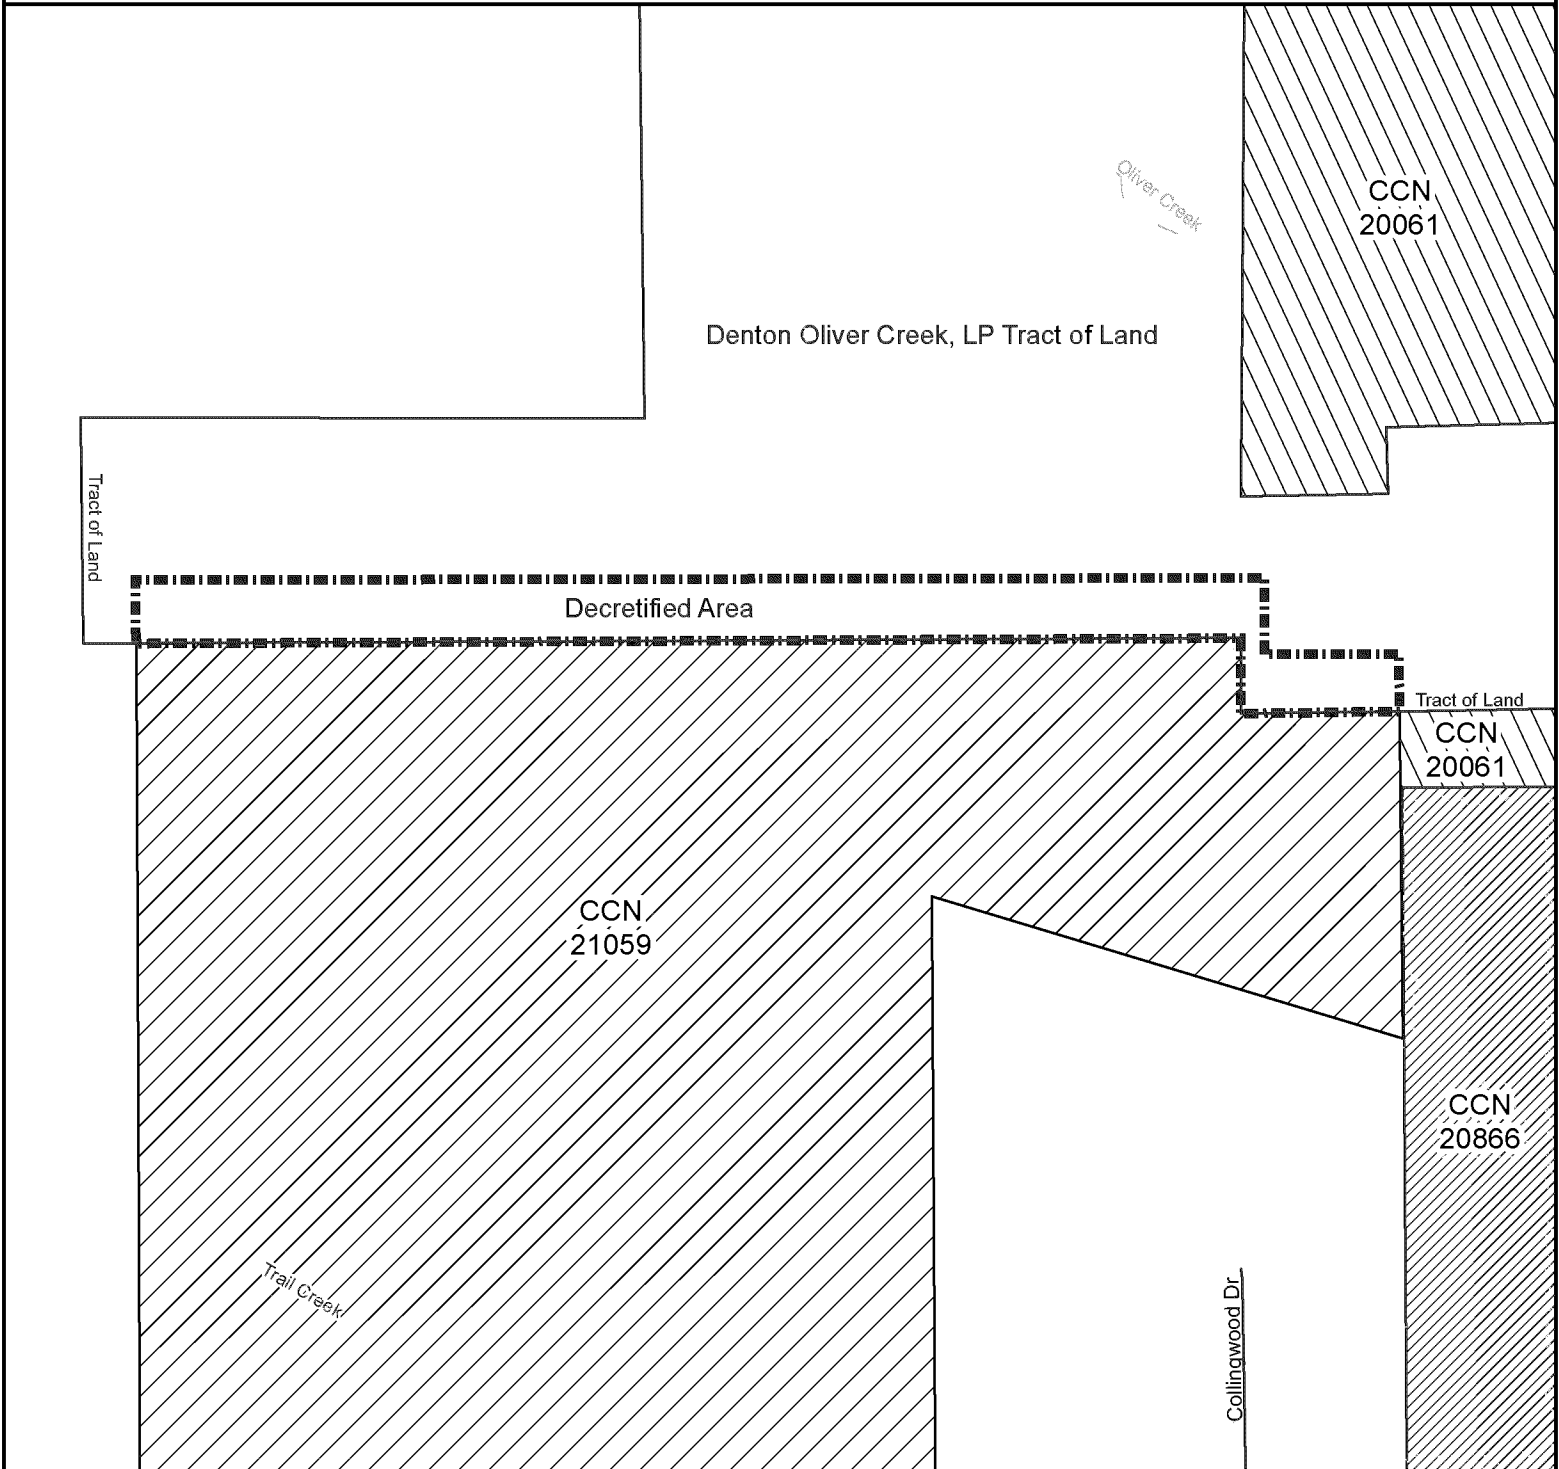 Oliver Creek
CCN
20061
Denton Oliver Creek, LP Tract of Land
Tract of Land
Decretified Area
Tract of Land
CCN
20061
CCN
21059
CCN
20866
Trail Creek
Collingwood Dr